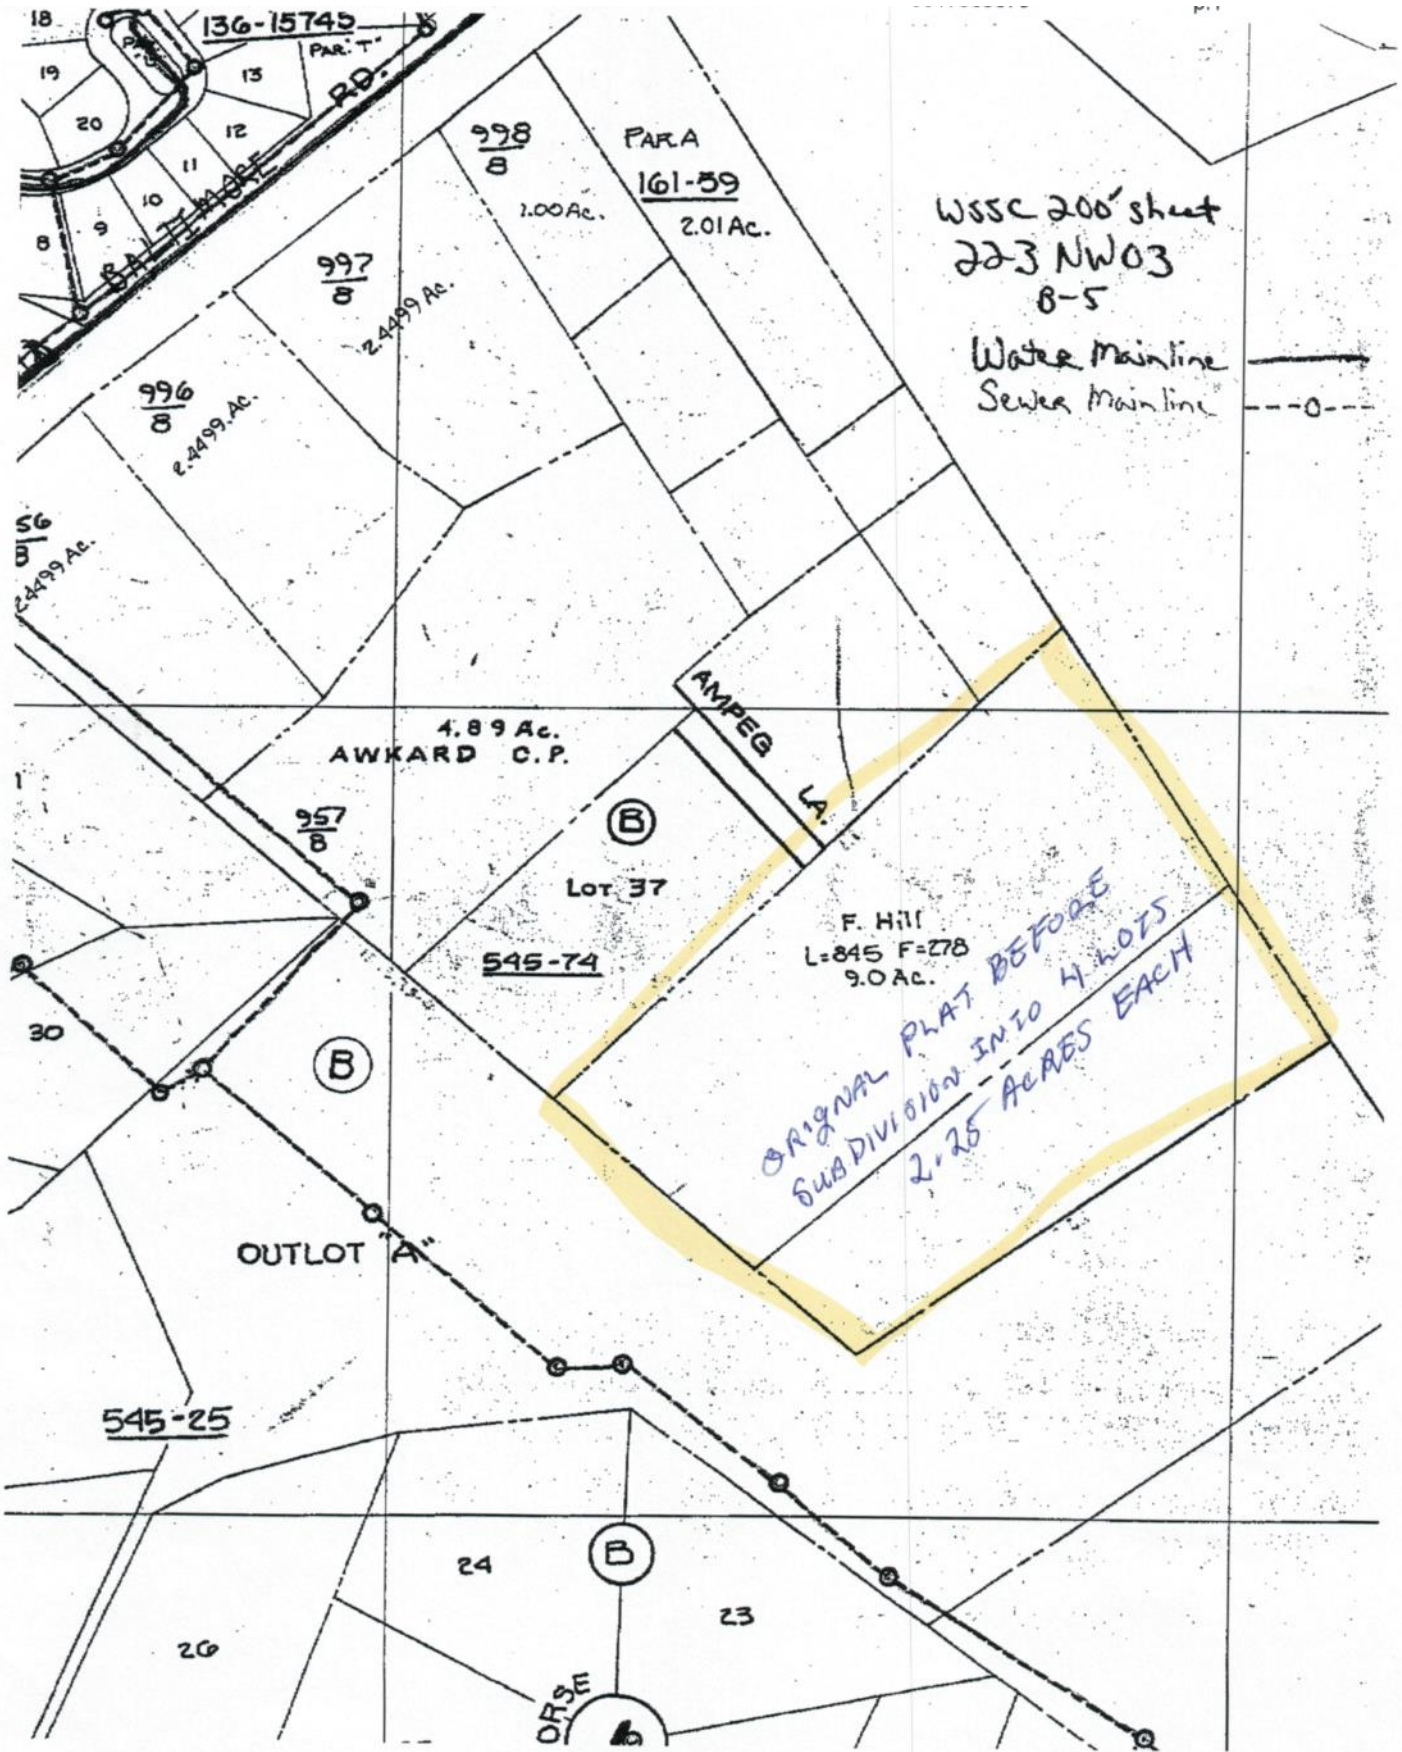 18
136-15745
PAR. "T"
19
13
RD.
20
12
998
8
PAR A
11
161-59
1.00 Ac.
2.01 Ac.
10
BALTIMORE
9
8
WSSC 200' sheet
223 NW03
B-5
997
8
2.4499 Ac.
Water Mainline
Sewer Mainline ---O---
996
8
2.4499 Ac.
56
8
2.4499 Ac.
AMPEG LA.
4.89 Ac.
AWKARD C.P.
957
8
B
LOT 37
545-74
F. Hill
L=845 F=278
9.0 Ac.
ORIGNAL PLAT BEFORE
SUBDIVISION INTO 4 LOTS
2.25 ACRES EACH
30
B
OUTLOT "A"
545-25
24
B
23
26
ORSE